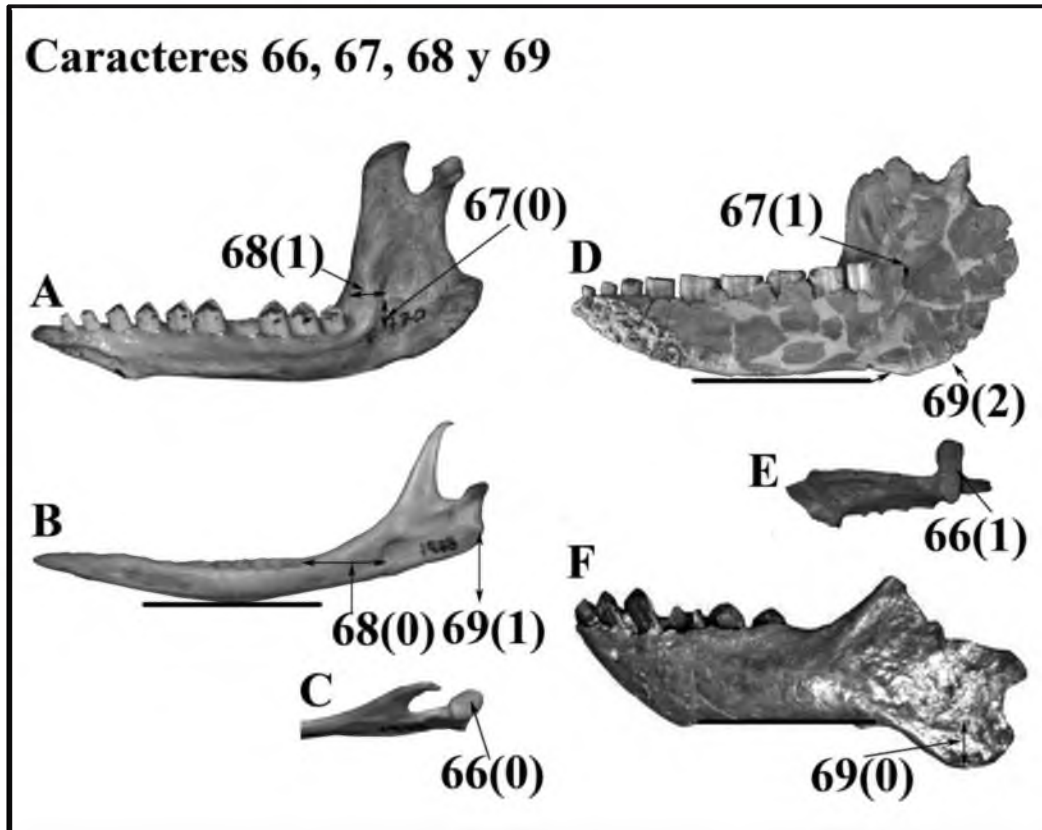 Caracteres 66, 67, 68 y 69
67(0)
68(1)
A
67(1)
D
69(2)
B
68(0)
69(1)
E
66(1)
C
66(0)
F
69(0)